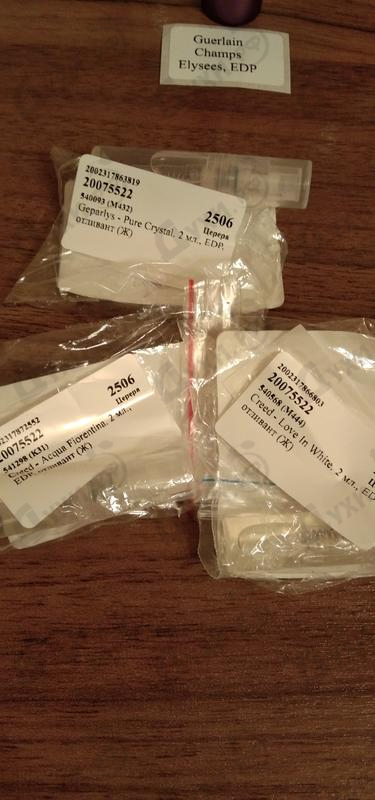 Guerlain
Champs
Elysees, EDP
2002317863819
20075522
540093 (M432)
2506
Церера
Geparlys - Pure Crystal, 2 мл., EDP,
отливант (Ж)
2317872552
20075522
541298 (K31)
2506
Церера
Creed - Acqua Fiorentina, 2 мл.,
EDP, отливант (Ж)
2002317866803
20075522
540568 (M444)
Creed - Love In White, 2 мл., ED
отливант (Ж)